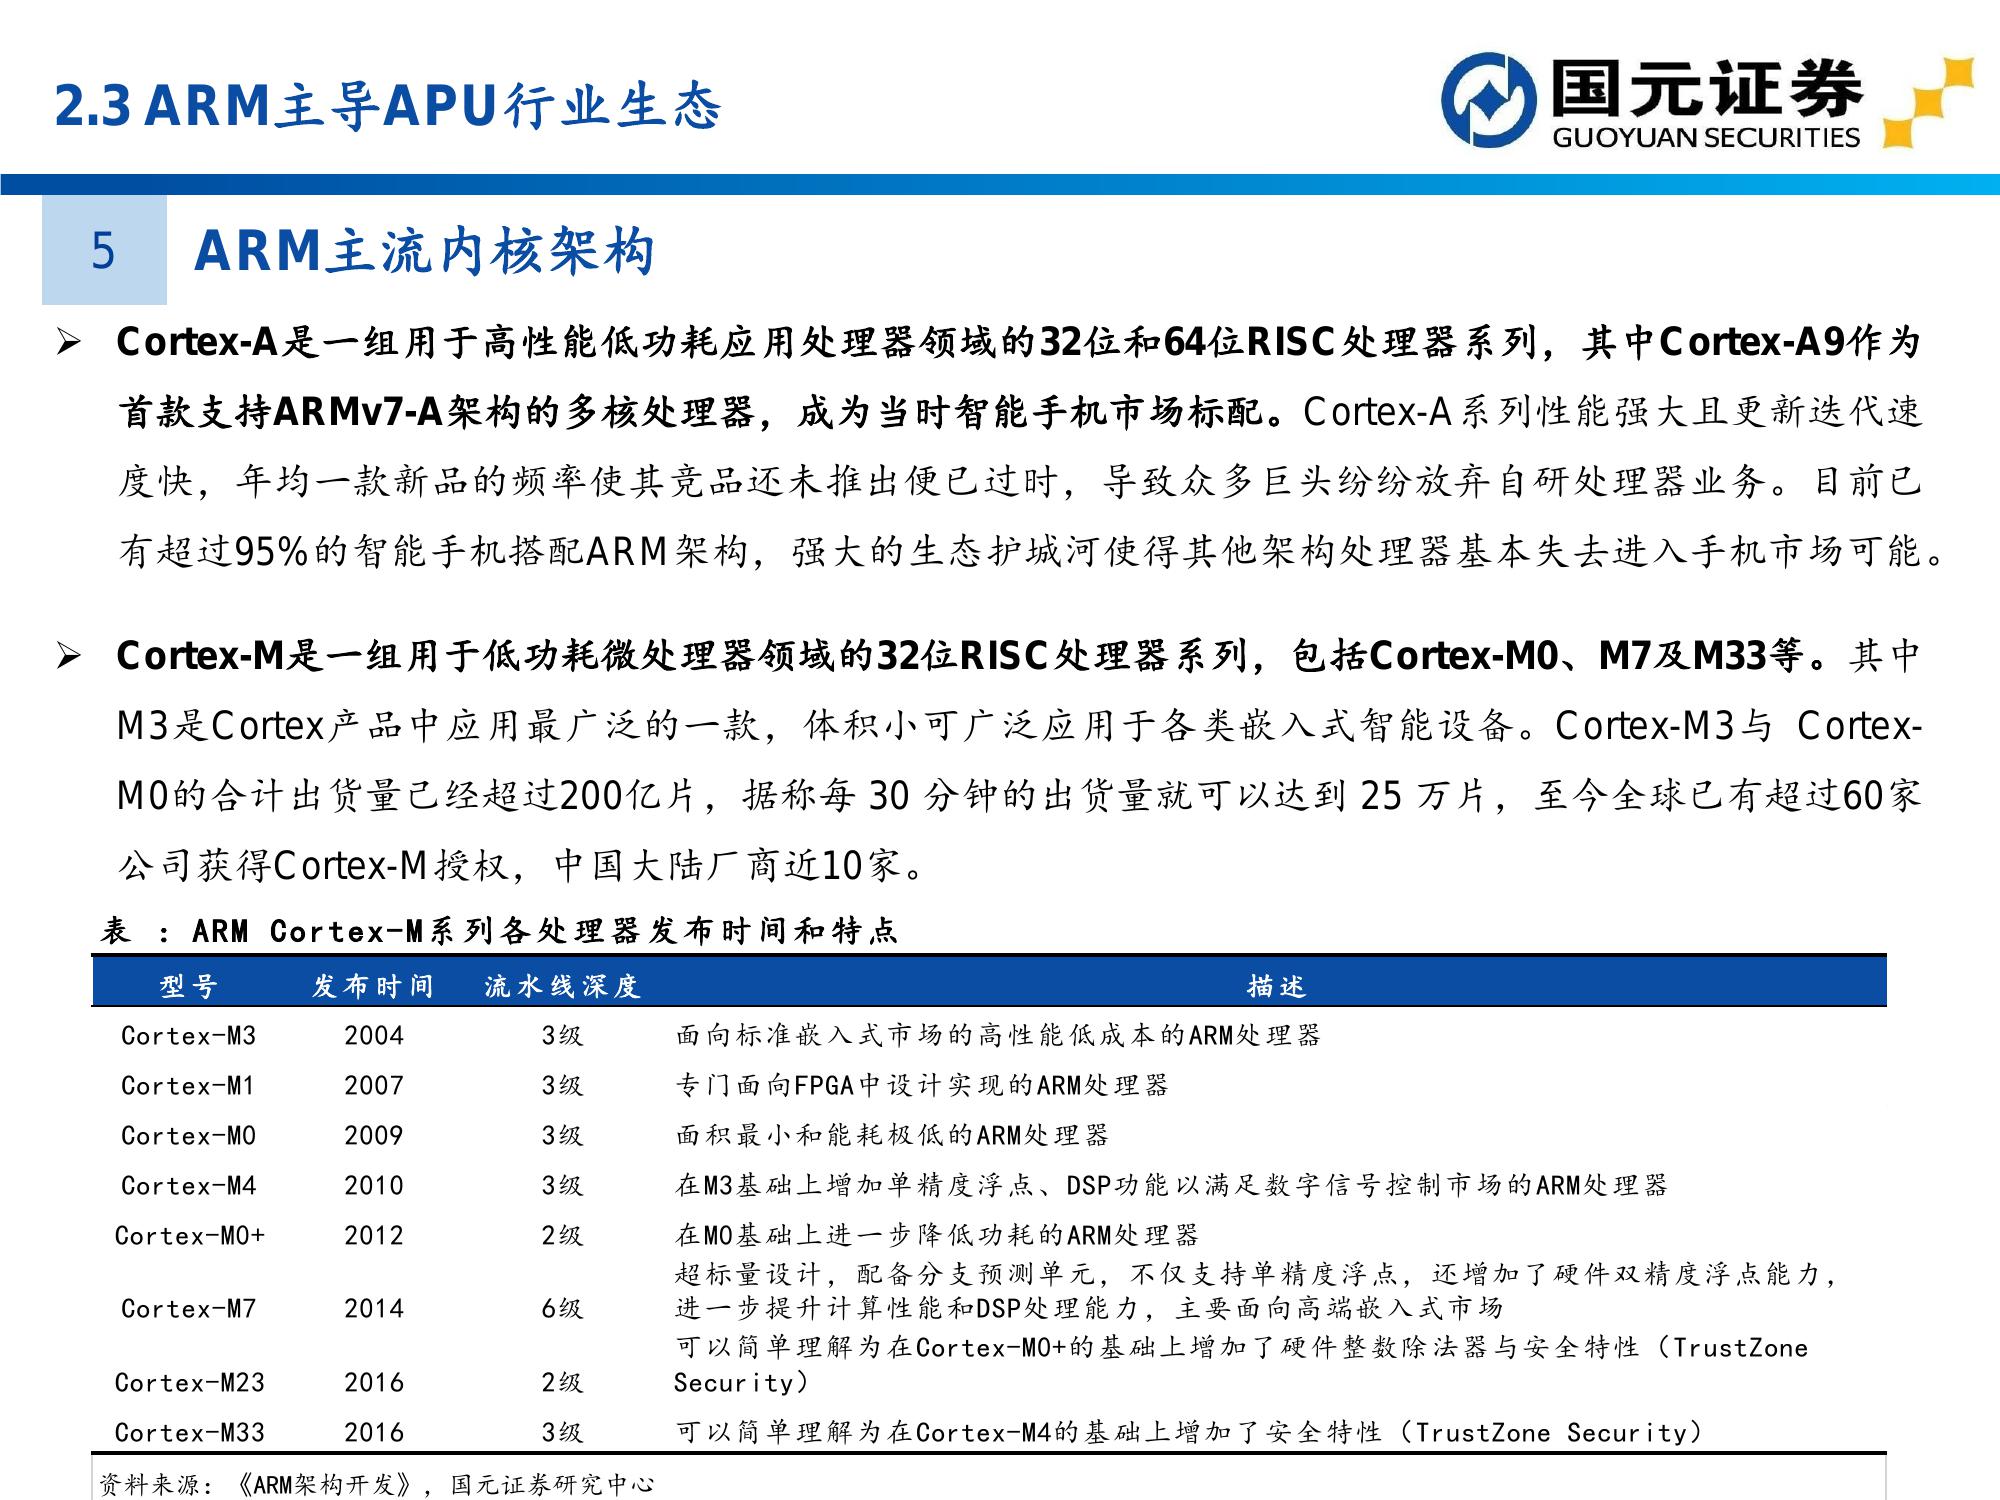 2.3 ARM主导APU行业生态
国元证券
GUOYUAN SECURITIES
5
ARM主流内核架构
➢ Cortex-A是一组用于高性能低功耗应用处理器领域的32位和64位RISC处理器系列，其中Cortex-A9作为
首款支持ARMv7-A架构的多核处理器，成为当时智能手机市场标配。Cortex-A系列性能强大且更新迭代速
度快，年均一款新品的频率使其竞品还未推出便已过时，导致众多巨头纷纷放弃自研处理器业务。目前已
有超过95%的智能手机搭配ARM架构，强大的生态护城河使得其他架构处理器基本失去进入手机市场可能。
➢ Cortex-M是一组用于低功耗微处理器领域的32位RISC处理器系列，包括Cortex-M0、M7及M33等。其中
M3是Cortex产品中应用最广泛的一款，体积小可广泛应用于各类嵌入式智能设备。Cortex-M3与 Cortex-
M0的合计出货量已经超过200亿片，据称每 30 分钟的出货量就可以达到 25 万片，至今全球已有超过60家
公司获得Cortex-M授权，中国大陆厂商近10家。
表 ：ARM Cortex-M系列各处理器发布时间和特点
型号 发布时间 流水线深度 描述
Cortex-M3 2004 3级 面向标准嵌入式市场的高性能低成本的ARM处理器
Cortex-M1 2007 3级 专门面向FPGA中设计实现的ARM处理器
Cortex-M0 2009 3级 面积最小和能耗极低的ARM处理器
Cortex-M4 2010 3级 在M3基础上增加单精度浮点、DSP功能以满足数字信号控制市场的ARM处理器
Cortex-M0+ 2012 2级 在M0基础上进一步降低功耗的ARM处理器
超标量设计，配备分支预测单元，不仅支持单精度浮点，还增加了硬件双精度浮点能力，
Cortex-M7 2014 6级 进一步提升计算性能和DSP处理能力，主要面向高端嵌入式市场
可以简单理解为在Cortex-M0+的基础上增加了硬件整数除法器与安全特性（TrustZone
Cortex-M23 2016 2级 Security）
Cortex-M33 2016 3级 可以简单理解为在Cortex-M4的基础上增加了安全特性（TrustZone Security）
资料来源：《ARM架构开发》，国元证券研究中心